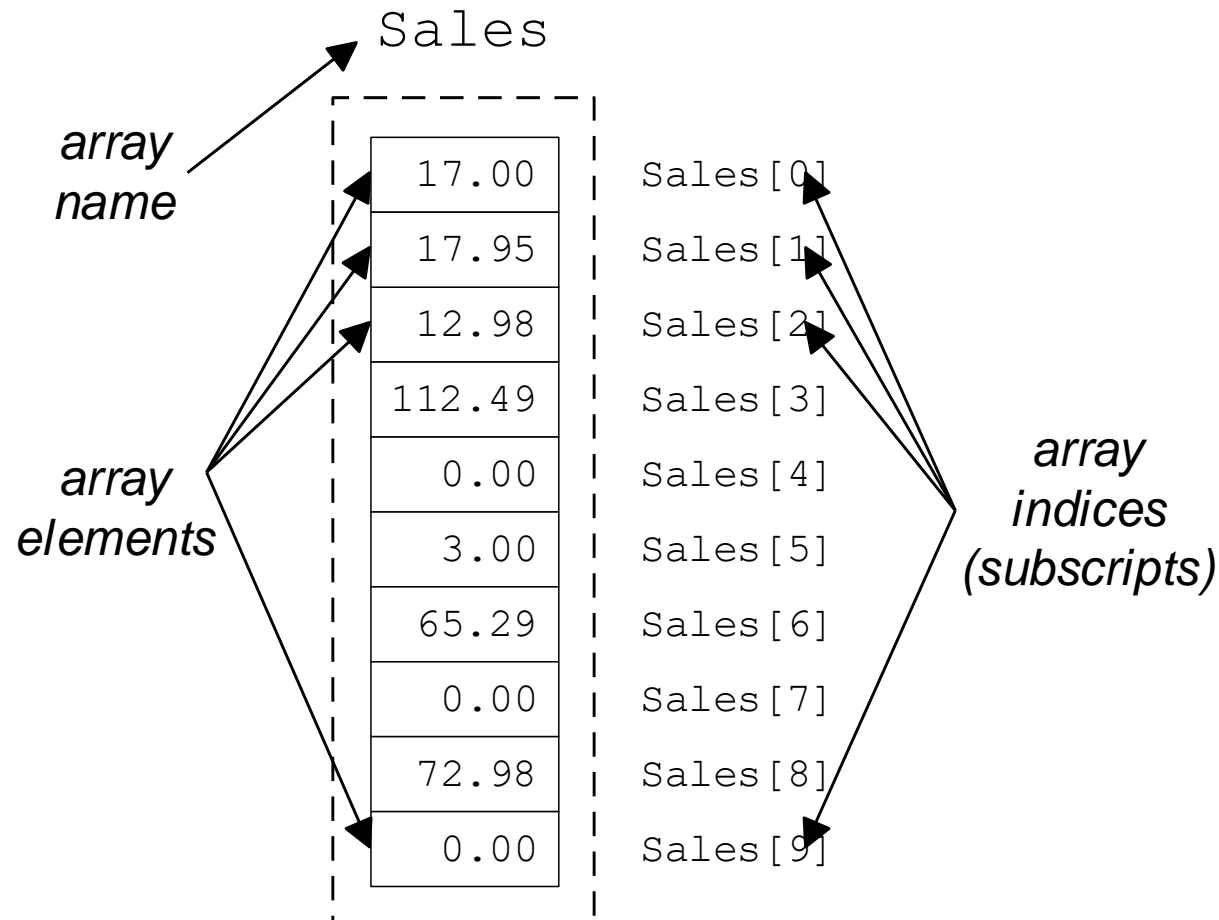 Sales
array
name
17.00 Sales[0]
17.95 Sales[1]
12.98 Sales[2]
112.49 Sales[3]
0.00 Sales[4]
3.00 Sales[5]
65.29 Sales[6]
0.00 Sales[7]
72.98 Sales[8]
0.00 Sales[9]
array
elements
array
indices
(subscripts)